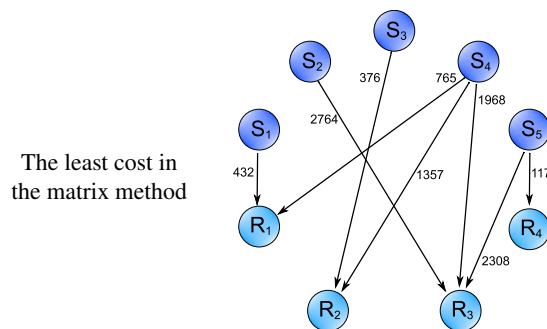 S3
S2
S4
376
765
1968
2764
S1
S5
The least cost in
the matrix method
432
1357
117
R1
R4
2308
R2
R3